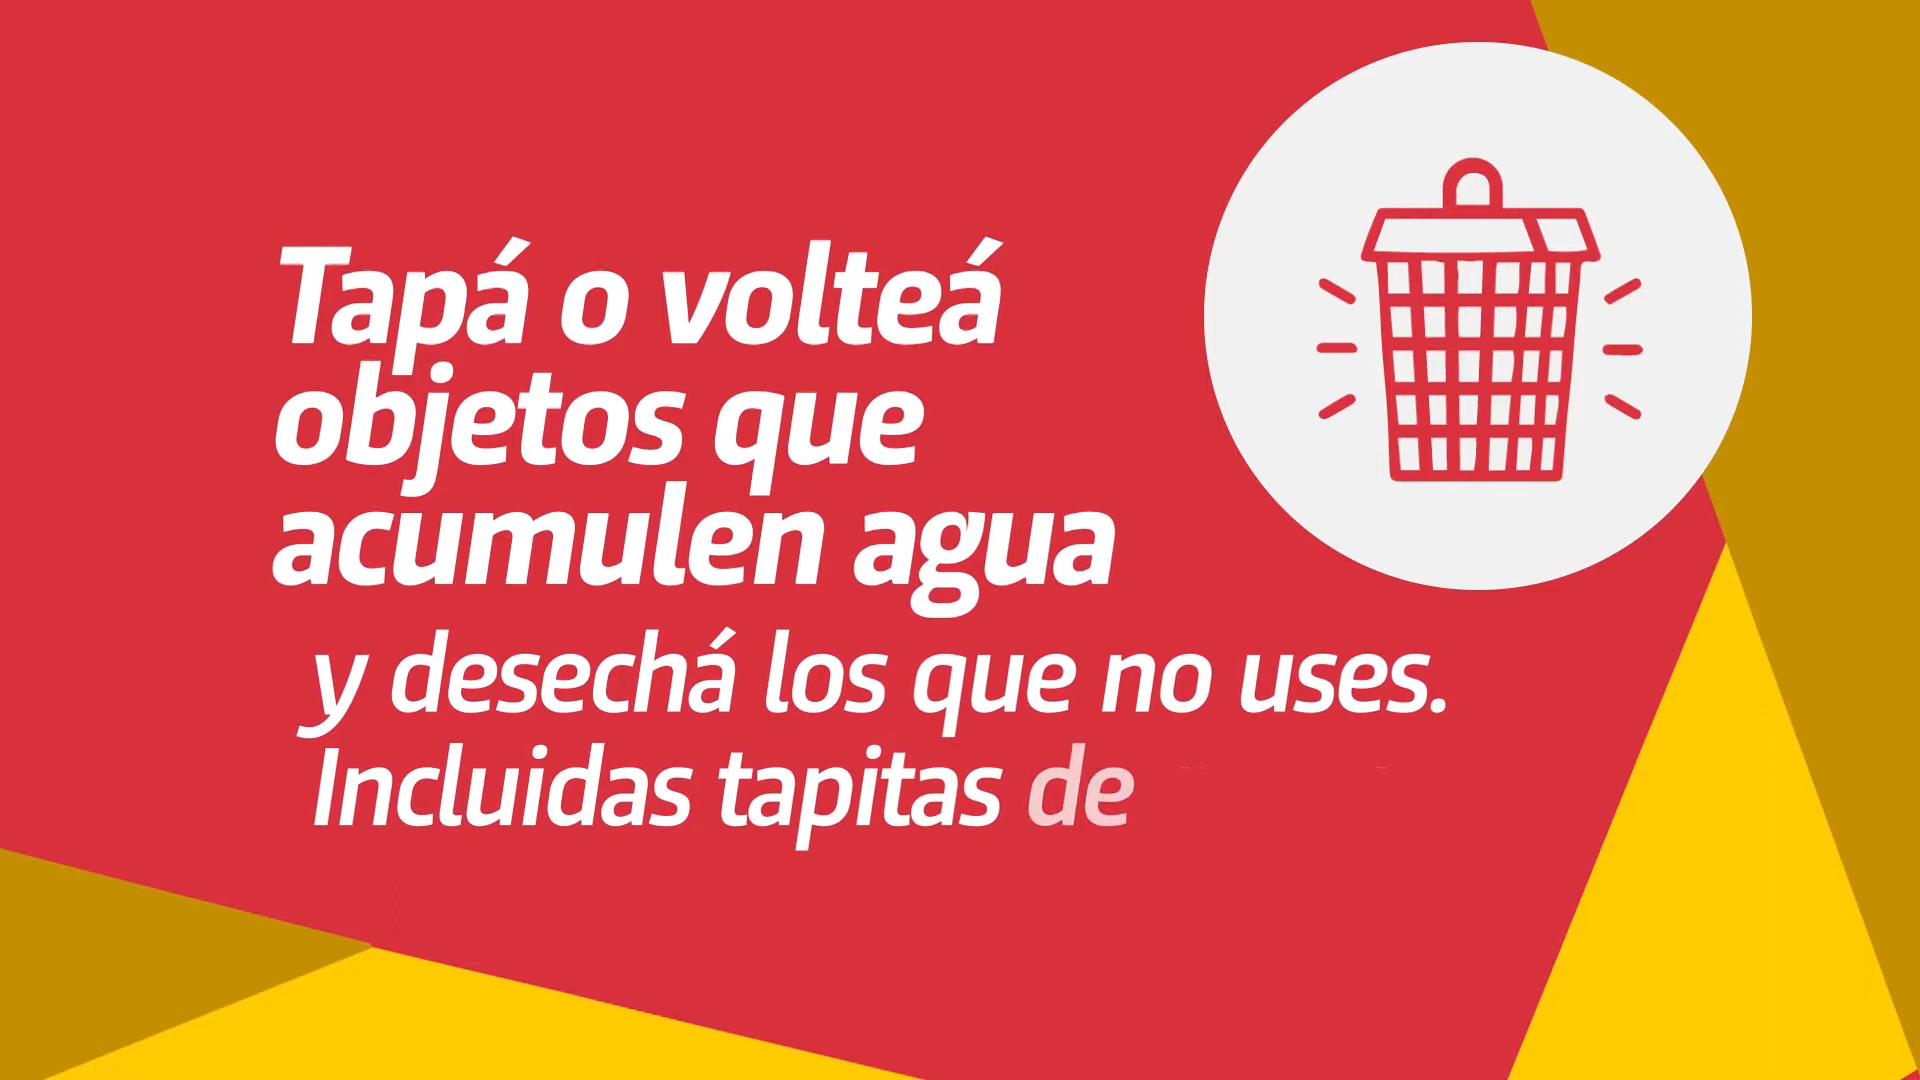 Tapá o volteá
objetos que
acumulen agua
y desechá los que no uses.
Incluidas tapitas de